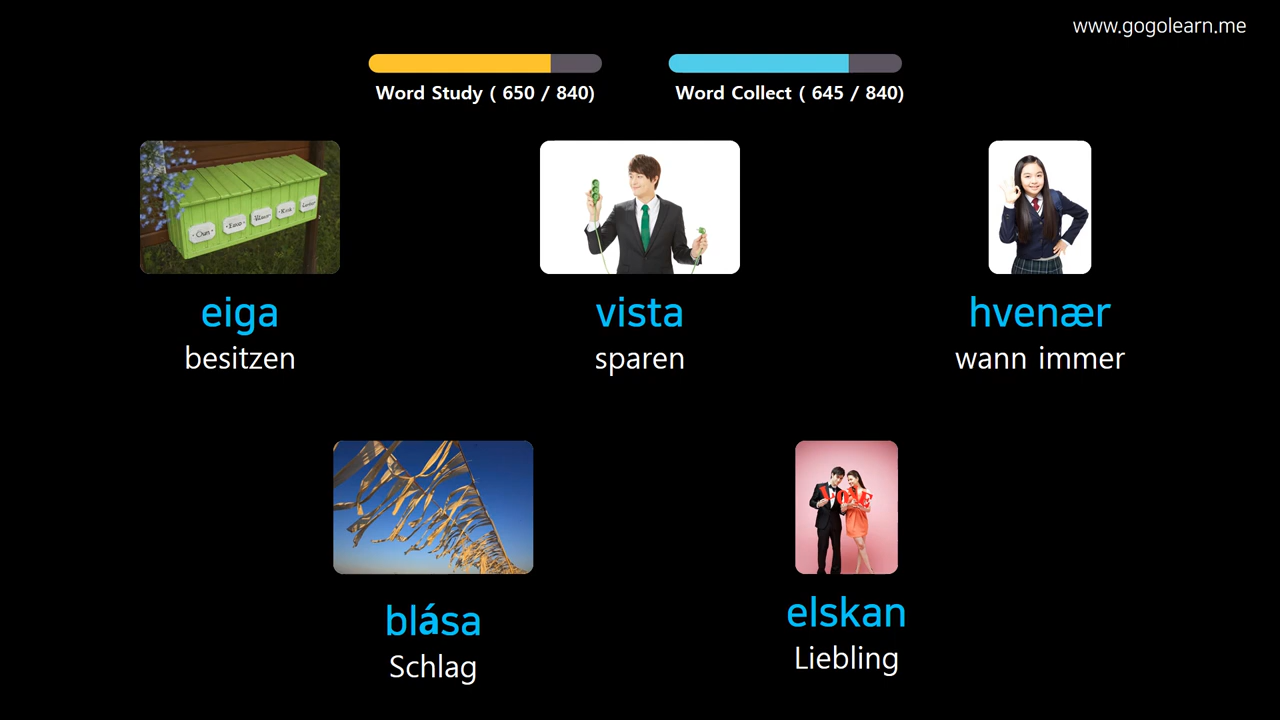 www.gogolearn.me
Word Study ( 650 / 840)
Word Collect ( 645 / 840)
eiga
besitzen
vista
sparen
hvenær
wann immer
blása
Schlag
elskan
Liebling